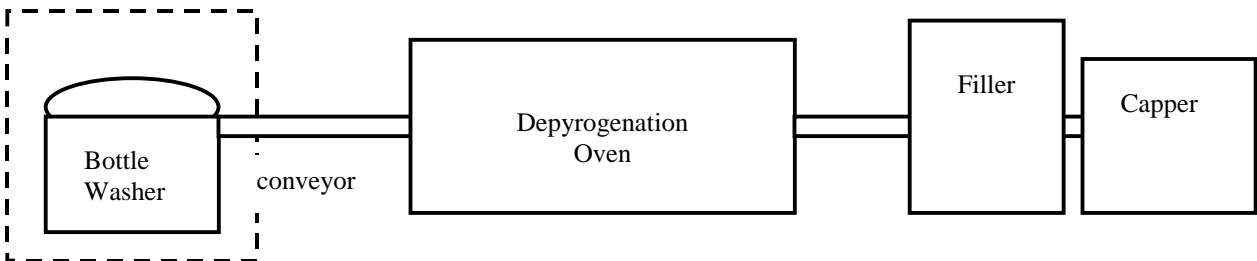 Bottle
Washer
conveyor
Depyrogenation
Oven
Filler
Capper